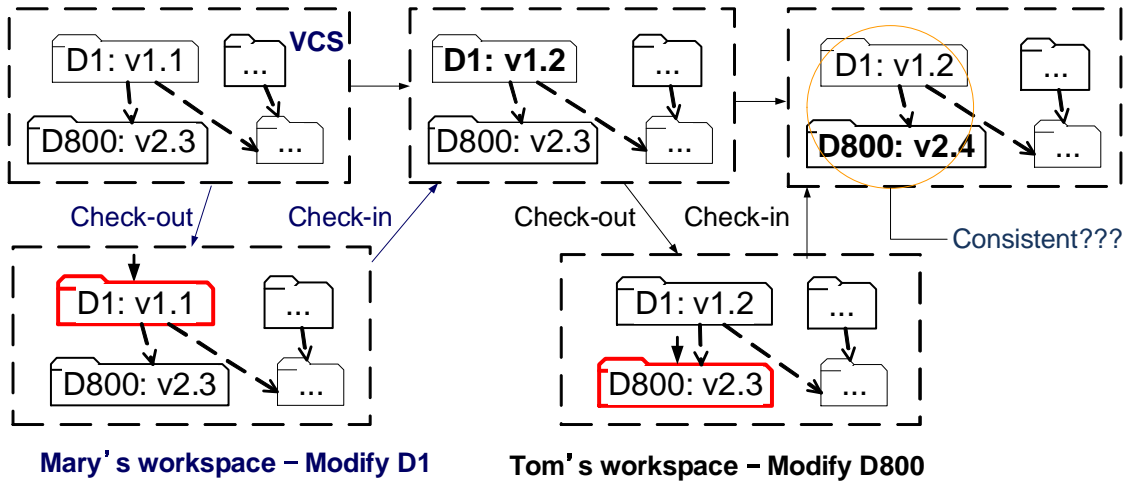 D1: v1.1
...
VCS
D800: v2.3
...
D1: v1.2
...
D800: v2.3
...
D1: v1.2
...
D800: v2.4
...
Check-out
Check-in
Check-out
Check-in
Consistent???
D1: v1.1
...
D800: v2.3
...
D1: v1.2
...
D800: v2.3
...
Mary's workspace – Modify D1
Tom's workspace – Modify D800